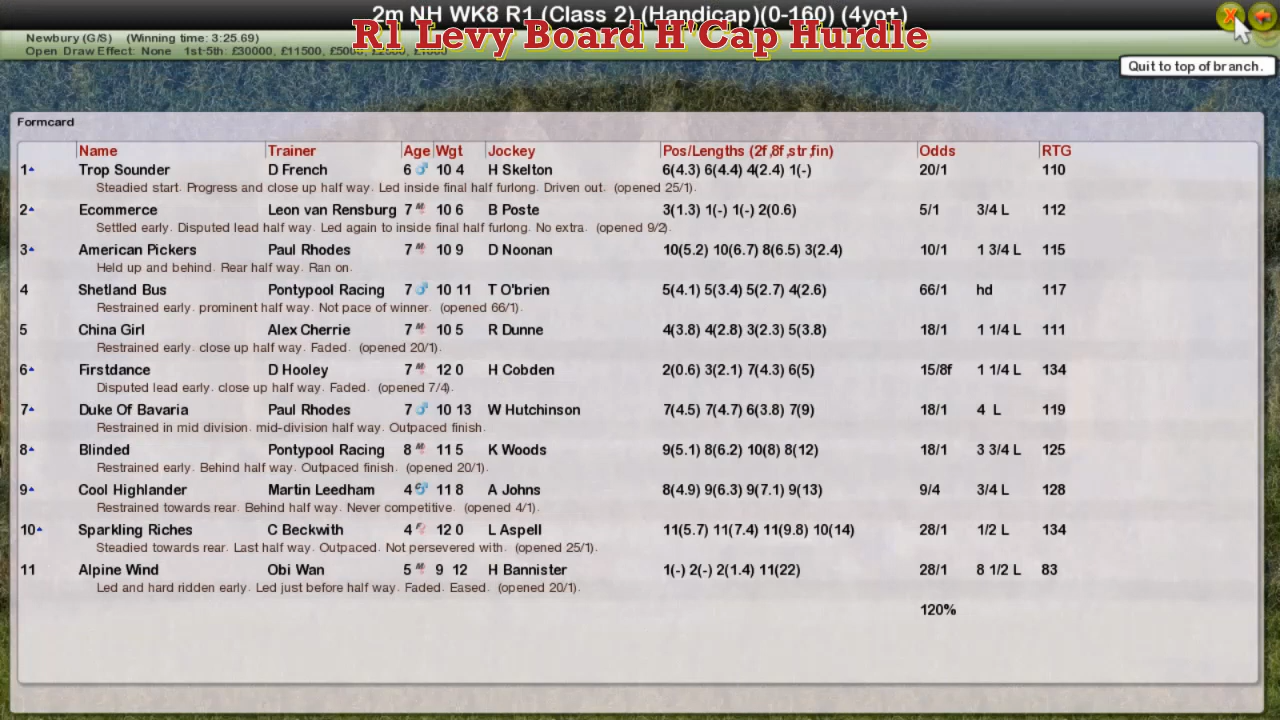 2m NH WK8 R1 (Class 2) (Handicap)(0-160) (4yo+)
R1 Levy Board H'Cap Hurdle
Newbury (G/S) (Winning time: 3:25.69)
Open Draw Effect: None 1st-5th: £30000, £11500, £5000, £2500, £1000
Quit to top of branch.
Formcard
Name Trainer Age Wgt Jockey Pos/Lengths (2f,8f,str,fin) Odds RTG
1 Trop Sounder D French 6 10 4 H Skelton 6(4.3) 6(4.4) 4(2.4) 1(-) 20/1 110
Steadied start. Progress and close up half way. Led inside final half furlong. Driven out. (opened 25/1).
2 Ecommerce Leon van Rensburg 7 10 6 B Poste 3(1.3) 1(-) 1(-) 2(0.6) 5/1 3/4 L 112
Settled early. Disputed lead half way. Led again to inside final half furlong. No extra. (opened 9/2).
3 American Pickers Paul Rhodes 7 10 9 D Noonan 10(5.2) 10(6.7) 8(6.5) 3(2.4) 10/1 1 3/4 L 115
Held up and behind. Rear half way. Ran on.
4 Shetland Bus Pontypool Racing 7 10 11 T O'brien 5(4.1) 5(3.4) 5(2.7) 4(2.6) 66/1 hd 117
Restrained early. prominent half way. Not pace of winner. (opened 66/1).
5 China Girl Alex Cherrie 7 10 5 R Dunne 4(3.8) 4(2.8) 3(2.3) 5(3.8) 18/1 1 1/4 L 111
Restrained early. close up half way. Faded. (opened 20/1).
6 Firstdance D Hooley 7 12 0 H Cobden 2(0.6) 3(2.1) 7(4.3) 6(5) 15/8f 1 1/4 L 134
Disputed lead early. close up half way. Faded. (opened 7/4).
7 Duke Of Bavaria Paul Rhodes 7 10 13 W Hutchinson 7(4.5) 7(4.7) 6(3.8) 7(9) 18/1 4 L 119
Restrained in mid division. mid-division half way. Outpaced finish.
8 Blinded Pontypool Racing 8 11 5 K Woods 9(5.1) 8(6.2) 10(8) 8(12) 18/1 3 3/4 L 125
Restrained early. Behind half way. Outpaced finish. (opened 20/1).
9 Cool Highlander Martin Leedham 4 11 8 A Johns 8(4.9) 9(6.3) 9(7.1) 9(13) 9/4 3/4 L 128
Restrained towards rear. Behind half way. Never competitive. (opened 4/1).
10 Sparkling Riches C Beckwith 4 12 0 L Aspell 11(5.7) 11(7.4) 11(9.8) 10(14) 28/1 1/2 L 134
Steadied towards rear. Last half way. Outpaced. Not persevered with. (opened 25/1).
11 Alpine Wind Obi Wan 5 9 12 H Bannister 1(-) 2(-) 2(1.4) 11(22) 28/1 8 1/2 L 83
Led and hard ridden early. Led just before half way. Faded. Eased. (opened 20/1).
120%